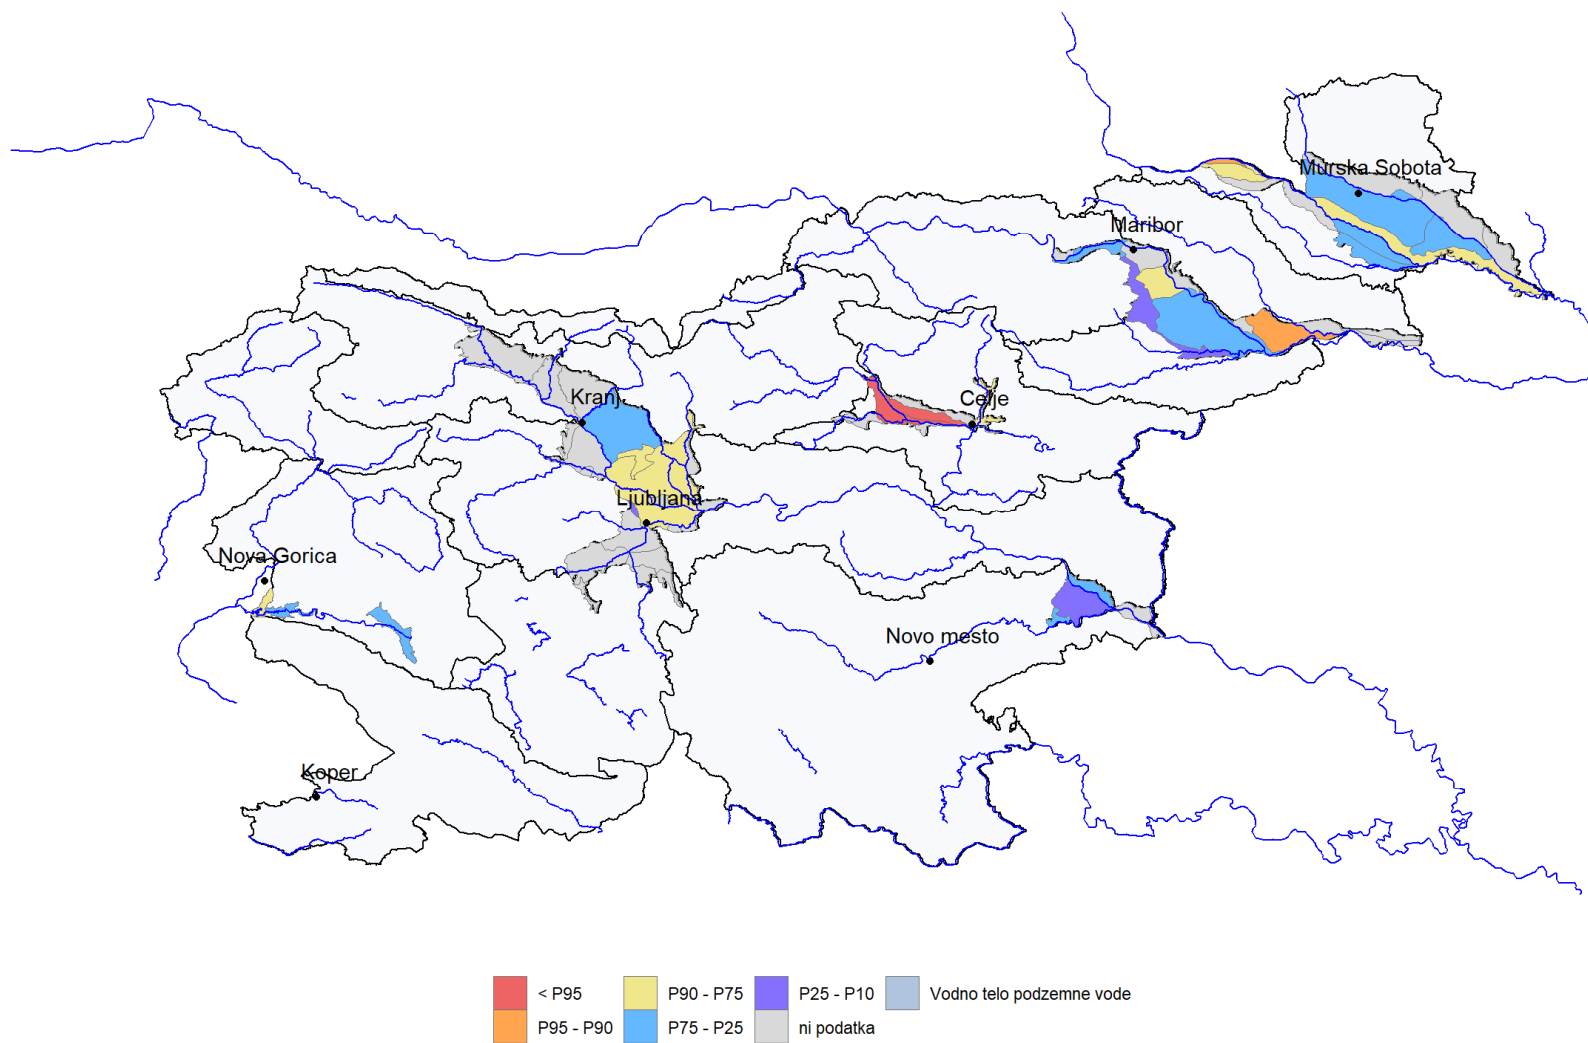 Murska Sobota
Maribor
Kranj
Celje
Ljubljana
Nova Gorica
Novo mesto
Koper
< P95
P90 - P75
P25 - P10
Vodno telo podzemne vode
P95 - P90
P75 - P25
ni podatka